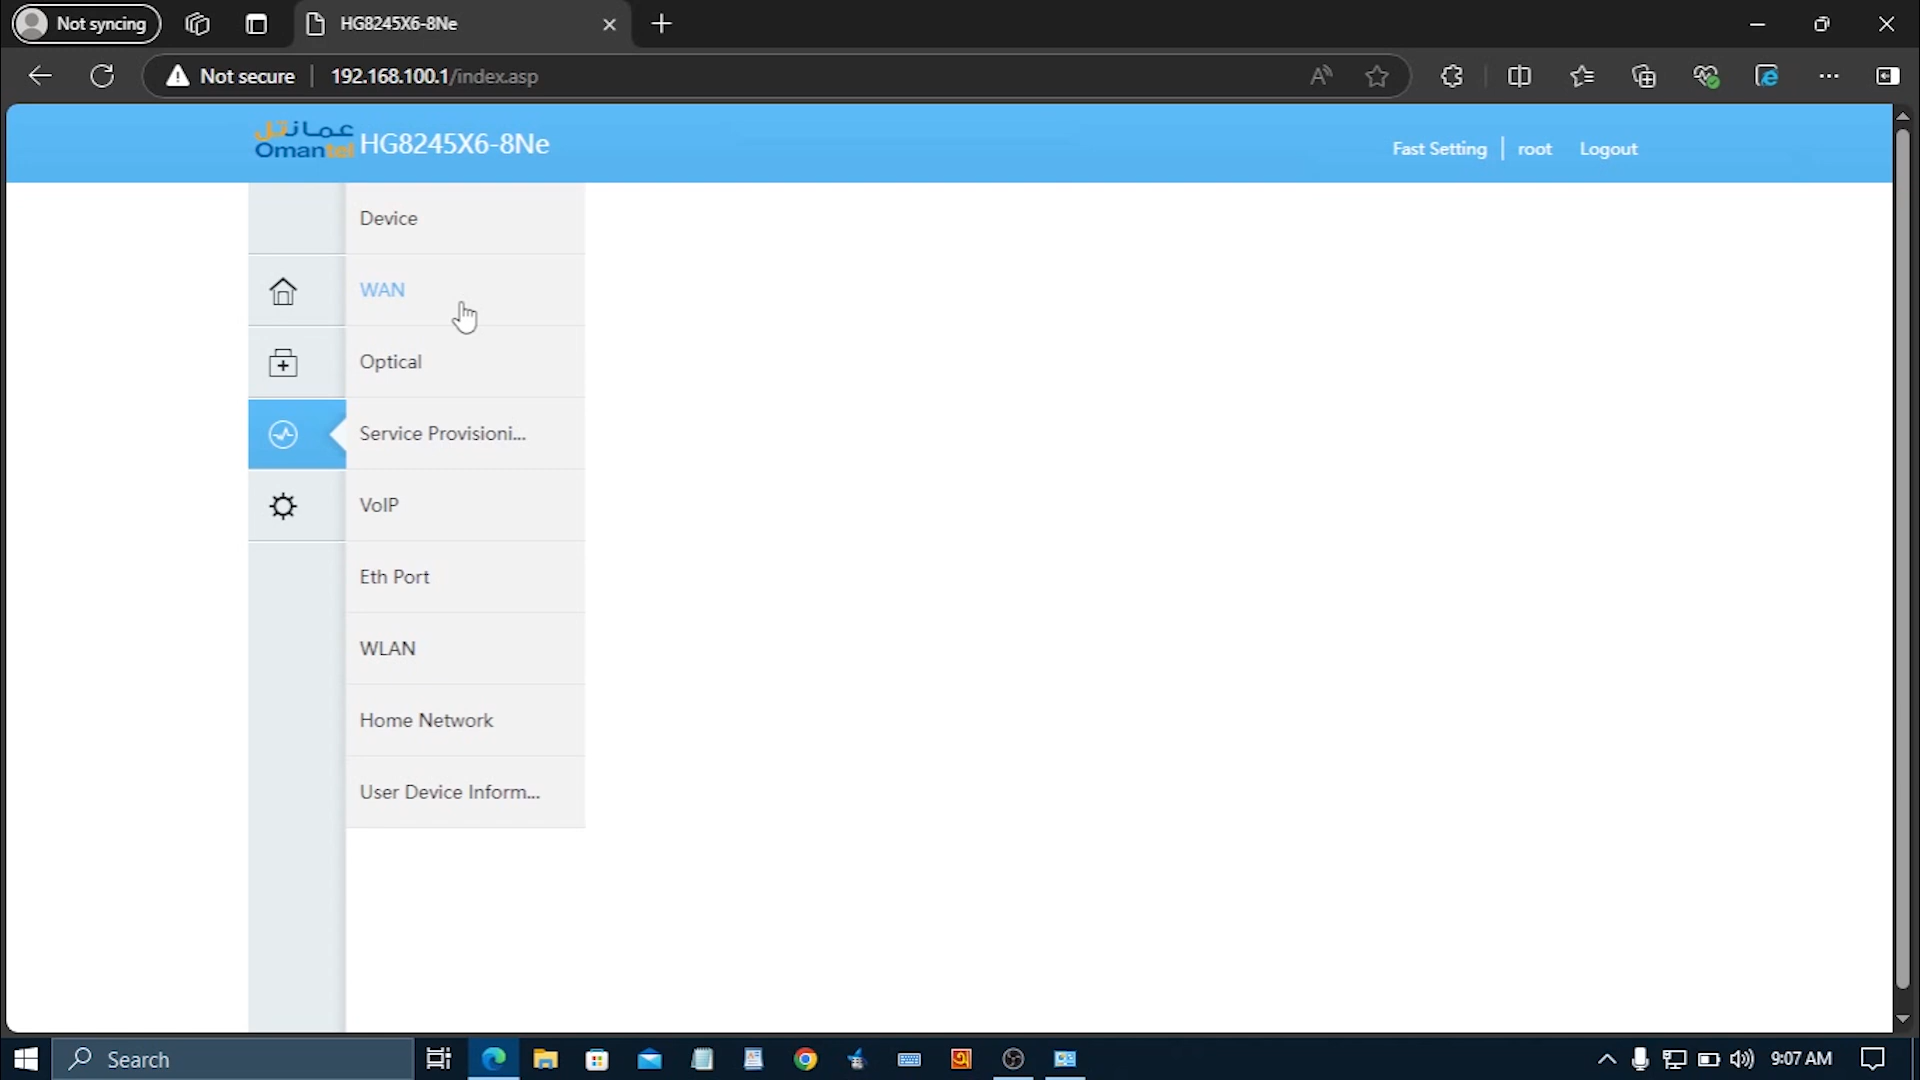 Not syncing
HG8245X6-8Ne
Not secure
192.168.100.1/index.asp
عمانتل
Omantel
HG8245X6-8Ne
Fast Setting
root
Logout
Device
WAN
Optical
Service Provisioni...
VoIP
Eth Port
WLAN
Home Network
User Device Inform...
Search
9:07 AM